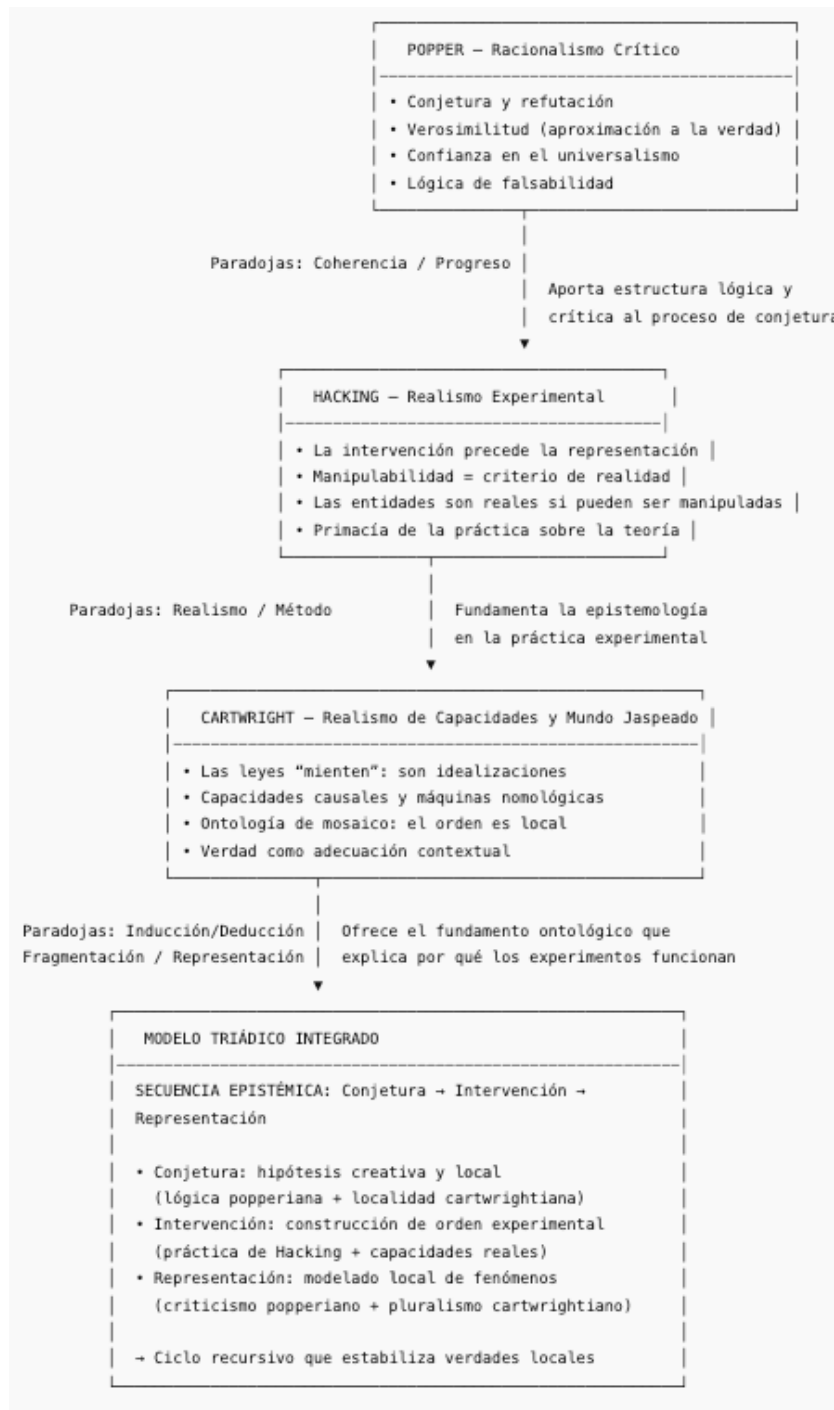 POPPER — Racionalismo Crítico
• Conjetura y refutación
• Verosimilitud (aproximación a la verdad)
• Confianza en el universalismo
• Lógica de falsabilidad
Paradojas: Coherencia / Progreso
Aporta estructura lógica y
crítica al proceso de conjetura
HACKING — Realismo Experimental
• La intervención precede la representación
• Manipulabilidad = criterio de realidad
• Las entidades son reales si pueden ser manipuladas
• Primacía de la práctica sobre la teoría
Paradojas: Realismo / Método
Fundamenta la epistemología
en la práctica experimental
CARTWRIGHT — Realismo de Capacidades y Mundo Jaspeado
• Las leyes “mienten”: son idealizaciones
• Capacidades causales y máquinas nomológicas
• Ontología de mosaico: el orden es local
• Verdad como adecuación contextual
Paradojas: Inducción/Deducción
Fragmentación / Representación
Ofrece el fundamento ontológico que
explica por qué los experimentos funcionan
MODELO TRIÁDICO INTEGRADO
SECUENCIA EPISTÉMICA: Conjetura → Intervención →
Representación
• Conjetura: hipótesis creativa y local
(lógica popperiana + localidad cartwrightiana)
• Intervención: construcción de orden experimental
(práctica de Hacking + capacidades reales)
• Representación: modelado local de fenómenos
(criticismo popperiano + pluralismo cartwrightiano)
→ Ciclo recursivo que estabiliza verdades locales